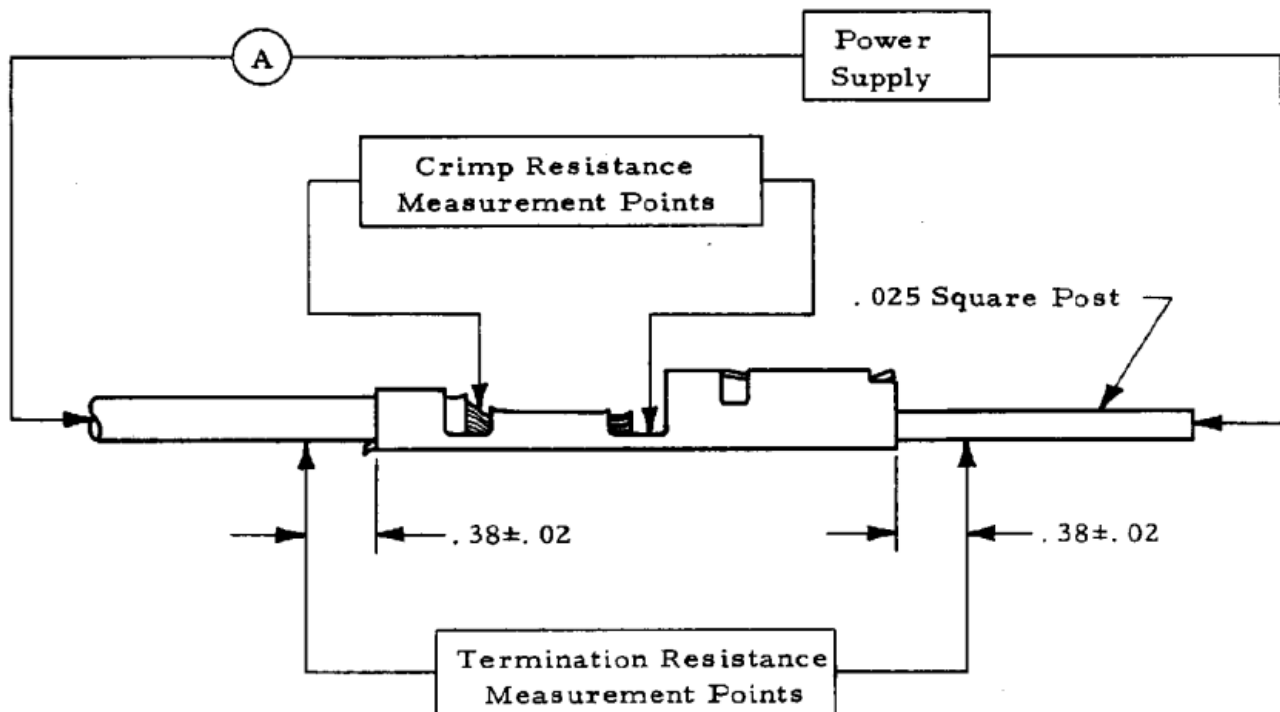 A
Power
Supply
Crimp Resistance
Measurement Points
.025 Square Post
.38±.02
.38±.02
Termination Resistance
Measurement Points